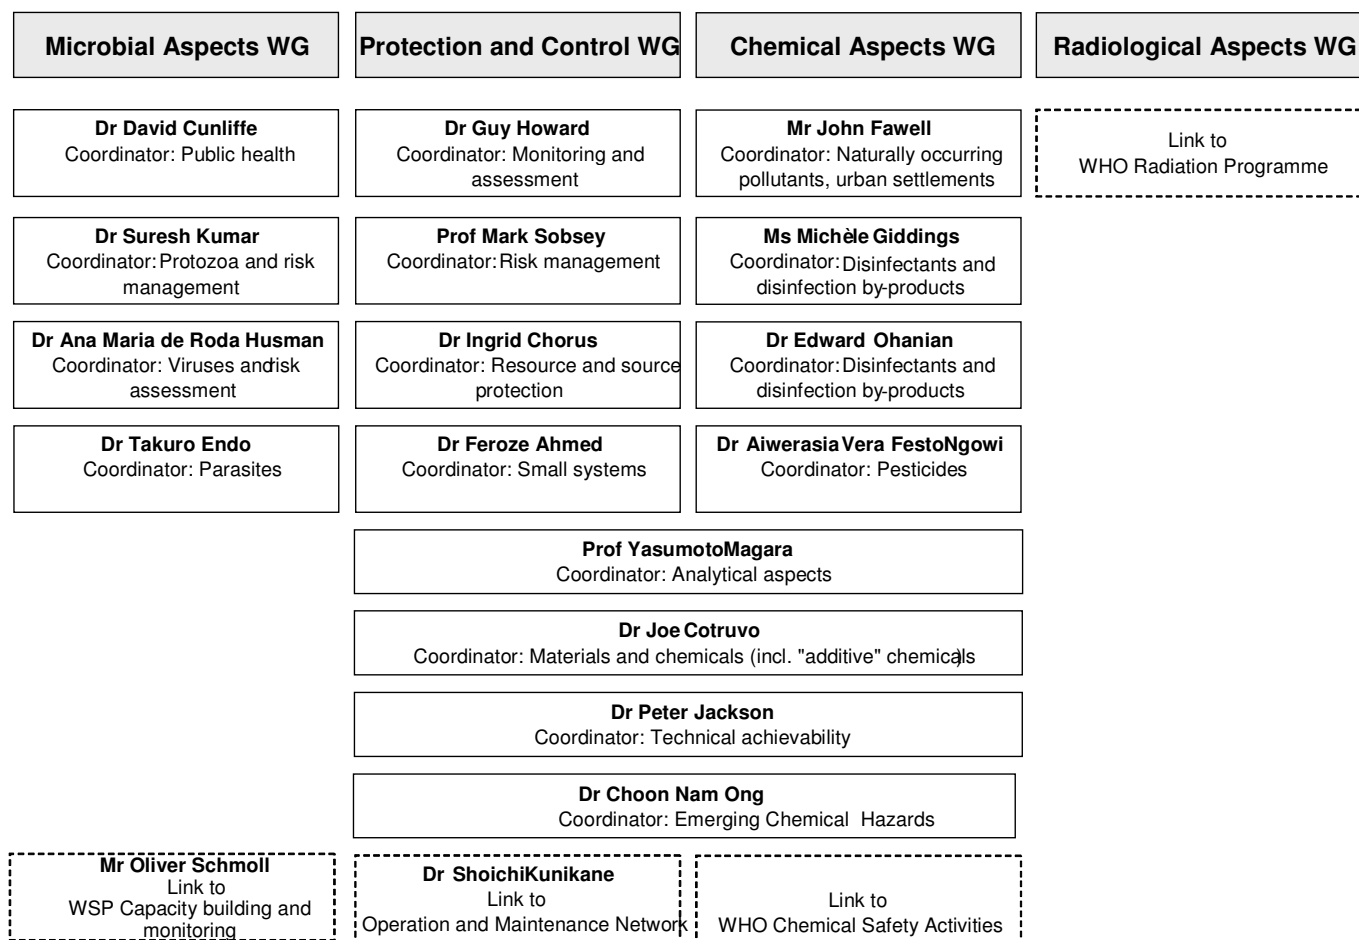 Microbial Aspects WG
Protection and Control WG
Chemical Aspects WG
Radiological Aspects WG
Dr David Cunliffe
Coordinator: Public health
Dr Guy Howard
Coordinator: Monitoring and
assessment
Mr John Fawell
Coordinator: Naturally occurring
pollutants, urban settlements
Link to
WHO Radiation Programme
Dr Suresh Kumar
Coordinator: Protozoa and risk
management
Prof Mark Sobsey
Coordinator: Risk management
Ms Michèle Giddings
Coordinator: Disinfectants and
disinfection by-products
Dr Ana Maria de Roda Husman
Coordinator: Viruses and risk
assessment
Dr Ingrid Chorus
Coordinator: Resource and source
protection
Dr Edward Ohanian
Coordinator: Disinfectants and
disinfection by-products
Dr Takuro Endo
Coordinator: Parasites
Dr Feroze Ahmed
Coordinator: Small systems
Dr Aiwerasia Vera FestoNgowi
Coordinator: Pesticides
Prof YasumotoMagara
Coordinator: Analytical aspects
Dr Joe Cotruvo
Coordinator: Materials and chemicals (incl. "additive" chemicals)
Dr Peter Jackson
Coordinator: Technical achievability
Dr Choon Nam Ong
Coordinator: Emerging Chemical Hazards
Mr Oliver Schmoll
Link to
WSP Capacity building and
monitoring
Dr ShoichiKunikane
Link to
Operation and Maintenance Network
Link to
WHO Chemical Safety Activities